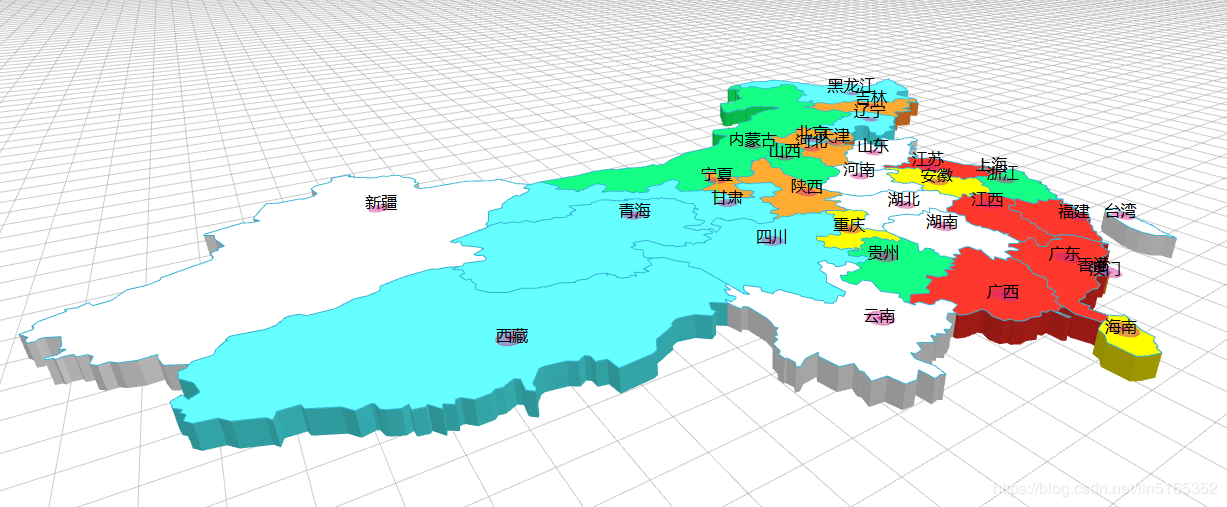 黑龙江
吉林
辽宁
北京
天津
河北
内蒙古
山西
山东
河南
江苏
上海
安徽
浙江
宁夏
陕西
甘肃
新疆
青海
湖北
江西
湖南
福建
台湾
重庆
四川
贵州
广东
香港
澳门
广西
云南
海南
西藏
https://blog.csdn.net/lin5165352